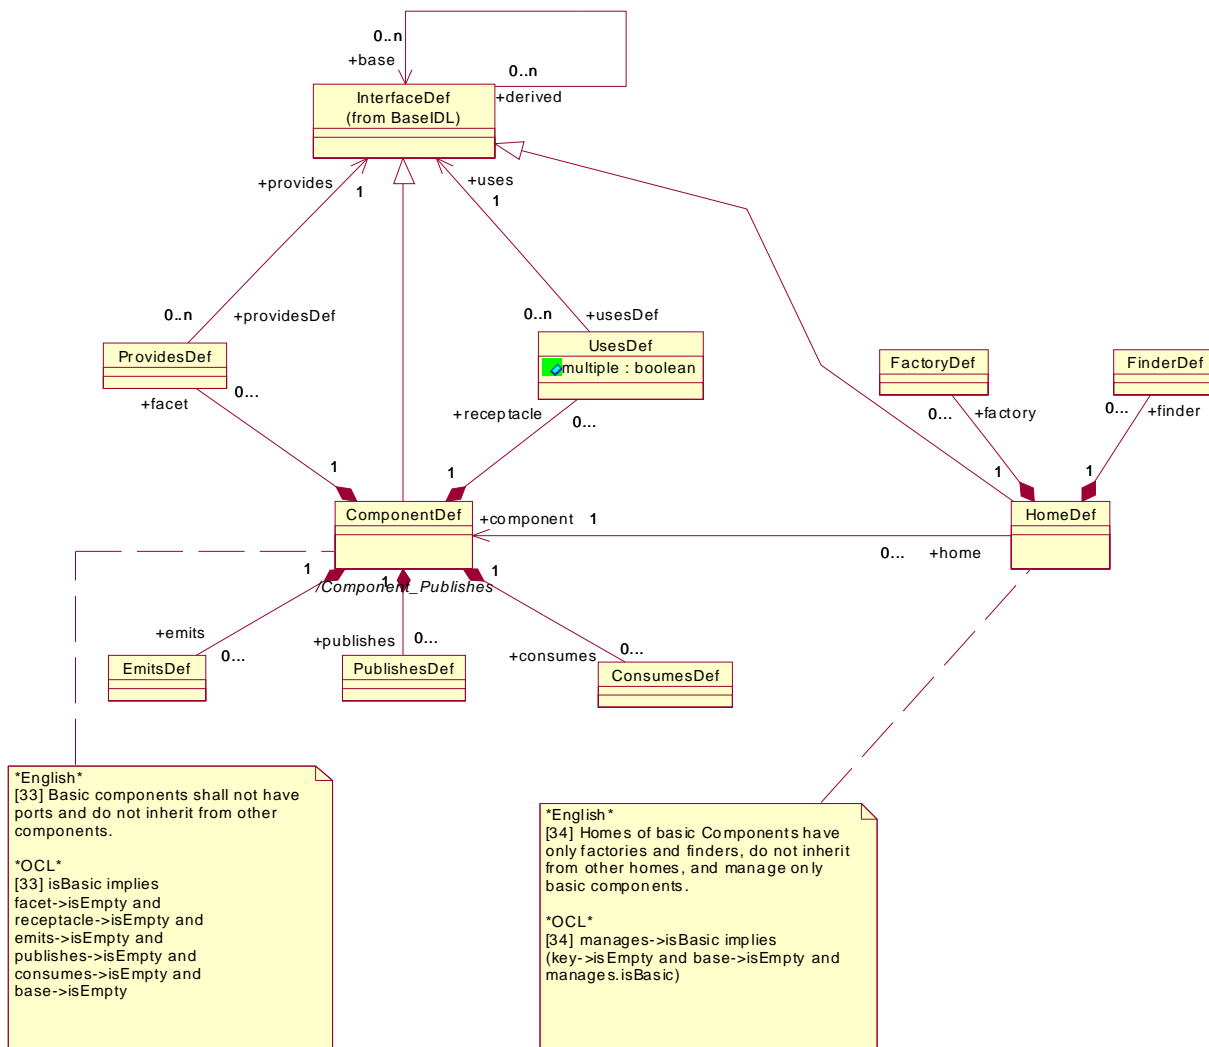 0..n
+base
0..n
+derived
InterfaceDef
(from BaseIDL)
+provides
1
+uses
1
0..n
+providesDef
0..n
+usesDef
ProvidesDef
UsesDef
multiple : boolean
FactoryDef
FinderDef
0...
+facet
+receptacle
0...
0...
+factory
0...
+finder
1
1
1
1
ComponentDef
+component
1
HomeDef
0...
+home
1
1
1
/Component_Publishes
+emits
0...
+publishes
0...
+consumes
0...
EmitsDef
PublishesDef
ConsumesDef
*English*
[33] Basic components shall not have
ports and do not inherit from other
components.
*OCL*
[33] isBasic implies
facet->isEmpty and
receptacle->isEmpty and
emits->isEmpty and
publishes->isEmpty and
consumes->isEmpty and
base->isEmpty
*English*
[34] Homes of basic Components have
only factories and finders, do not inherit
from other homes, and manage only
basic components.
*OCL*
[34] manages->isBasic implies
(key->isEmpty and base->isEmpty and
manages.isBasic)